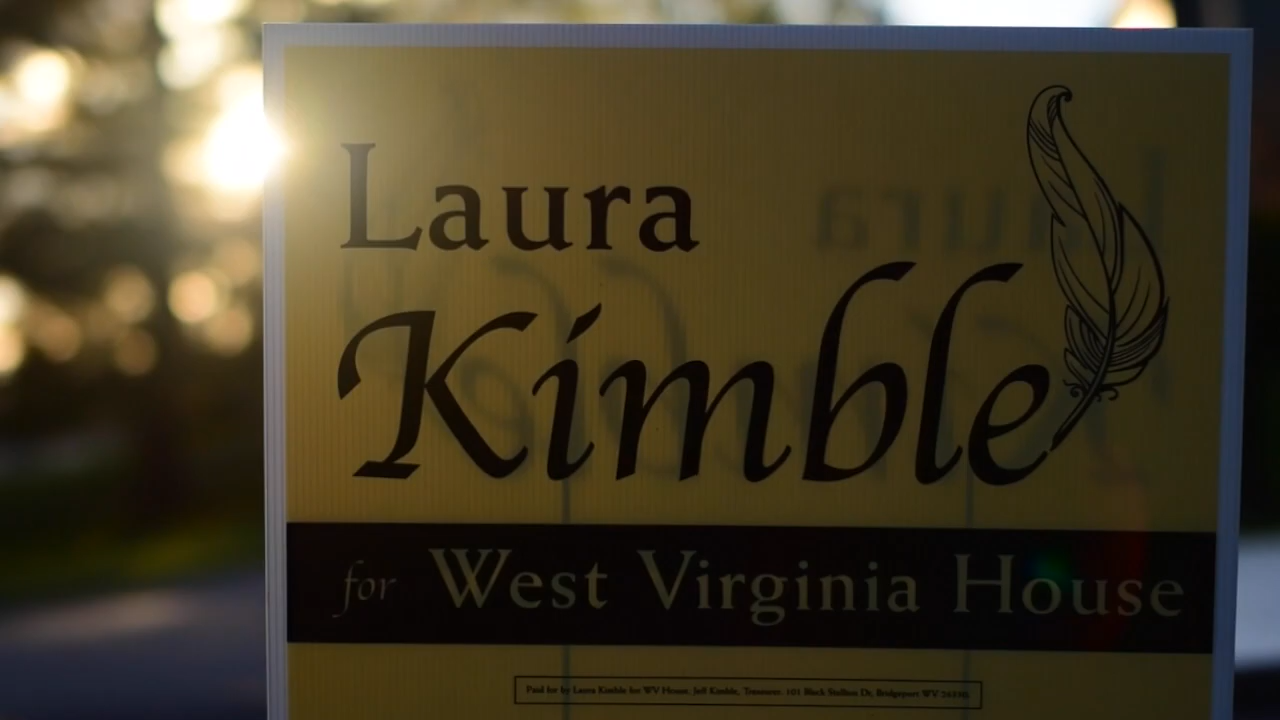 Laura
Kimble
for West Virginia House
Paid for by Laura Kimble for WV House, Jeff Kimble, Treasurer. 101 Black Stallion Dr, Bridgeport WV